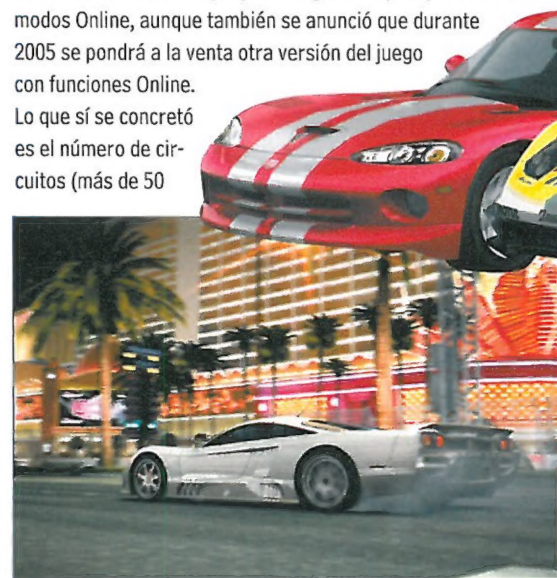 modos Online, aunque también se anunció que durante
2005 se pondrá a la venta otra versión del juego
con funciones Online.
Lo que sí se concretó
es el número de cir-
cuitos (más de 50